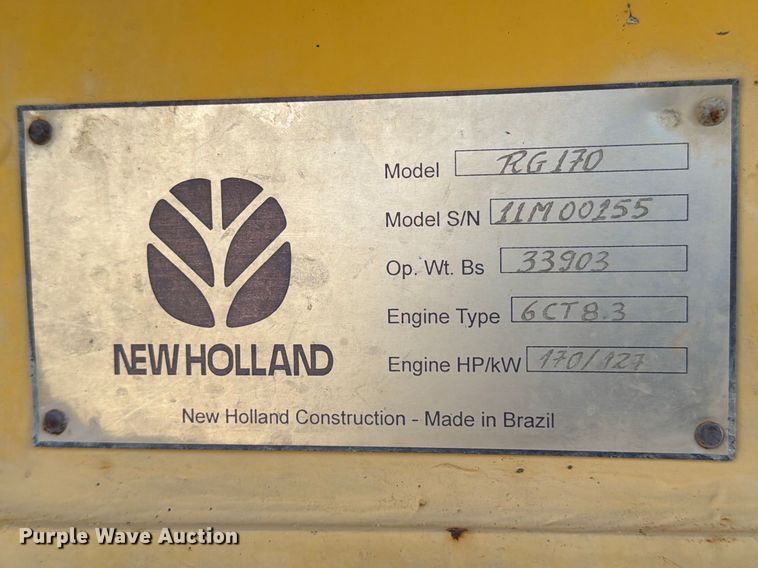 Model RG170
Model S/N 11M00155
Op. Wt. Bs 33903
Engine Type 6CT8.3
Engine HP/kW 170/127
NEW HOLLAND
New Holland Construction - Made in Brazil
Purple Wave Auction